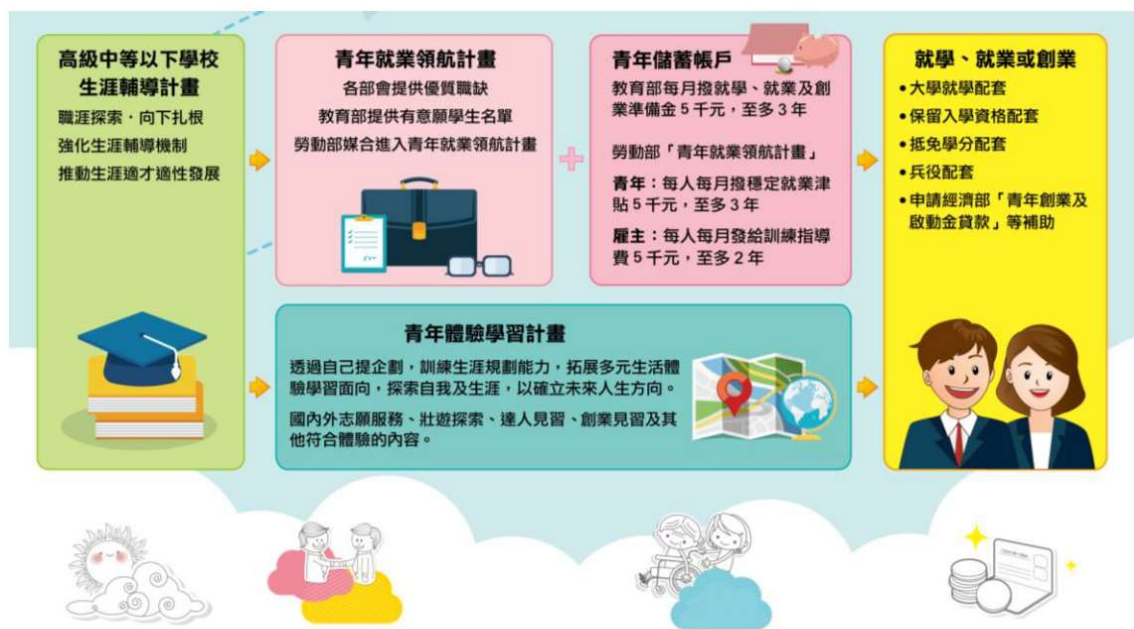 高級中等以下學校
生涯輔導計畫
職涯探索・向下扎根
強化生涯輔導機制
推動生涯適才適性發展
青年就業領航計畫
各部會提供優質職缺
教育部提供有意願學生名單
勞動部媒合進入青年就業領航計畫
青年儲蓄帳戶
教育部每月撥就學、就業及創
業準備金5千元，至多3年
勞動部「青年就業領航計畫」
青年：每人每月撥穩定就業津
貼5千元，至多3年
雇主：每人每月發給訓練指導
費5千元，至多2年
就學、就業或創業
•大學就學配套
•保留入學資格配套
•抵免學分配套
•兵役配套
•申請經濟部「青年創業及
啟動金貸款」等補助
青年體驗學習計畫
透過自己提企劃，訓練生涯規劃能力，拓展多元生活體
驗學習面向，探索自我及生涯，以確立未來人生方向。
國內外志願服務、壯遊探索、達人見習、創業見習及其
他符合體驗的內容。